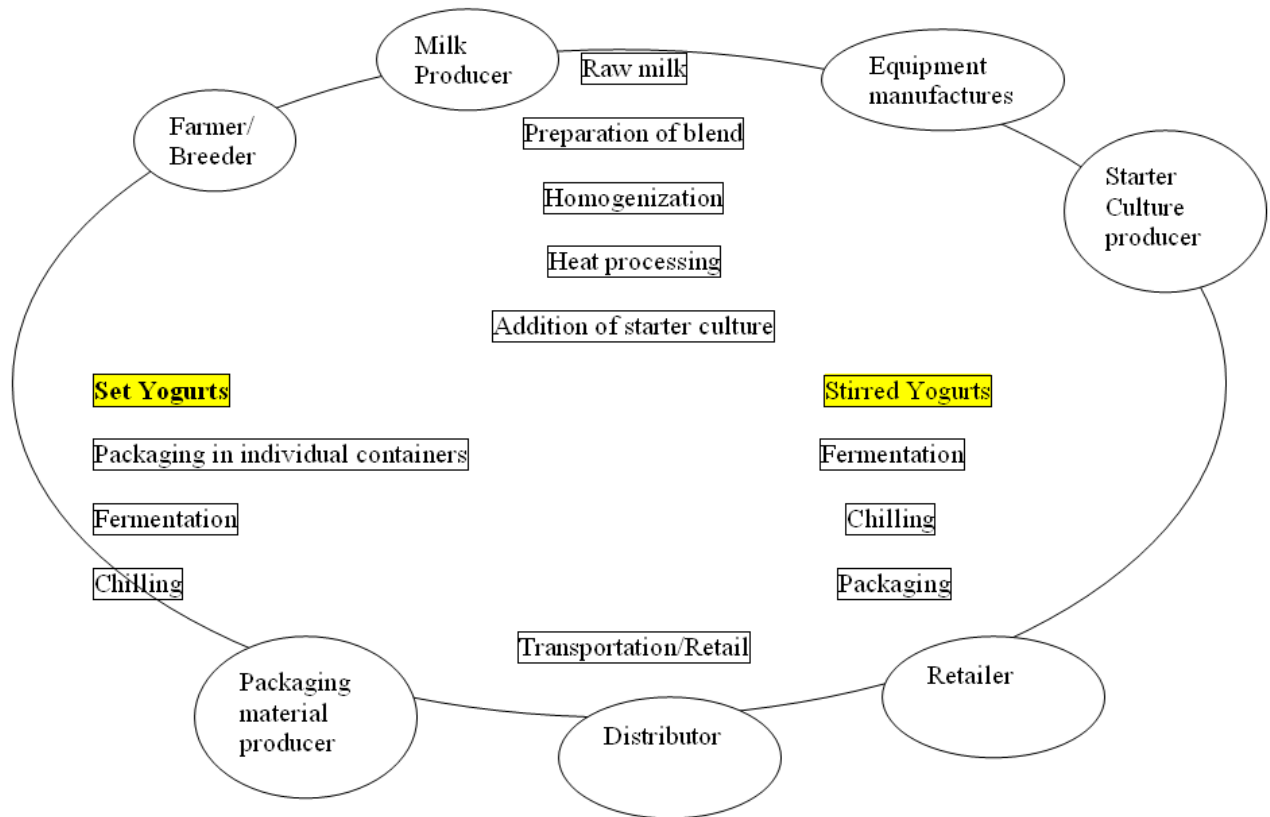 Milk
Producer
Raw milk
Equipment
manufactures
Farmer/
Breeder
Preparation of blend
Starter
Culture
producer
Homogenization
Heat processing
Addition of starter culture
Set Yogurts
Stirred Yogurts
Packaging in individual containers
Fermentation
Fermentation
Chilling
Chilling
Packaging
Transportation/Retail
Packaging
material
producer
Distributor
Retailer